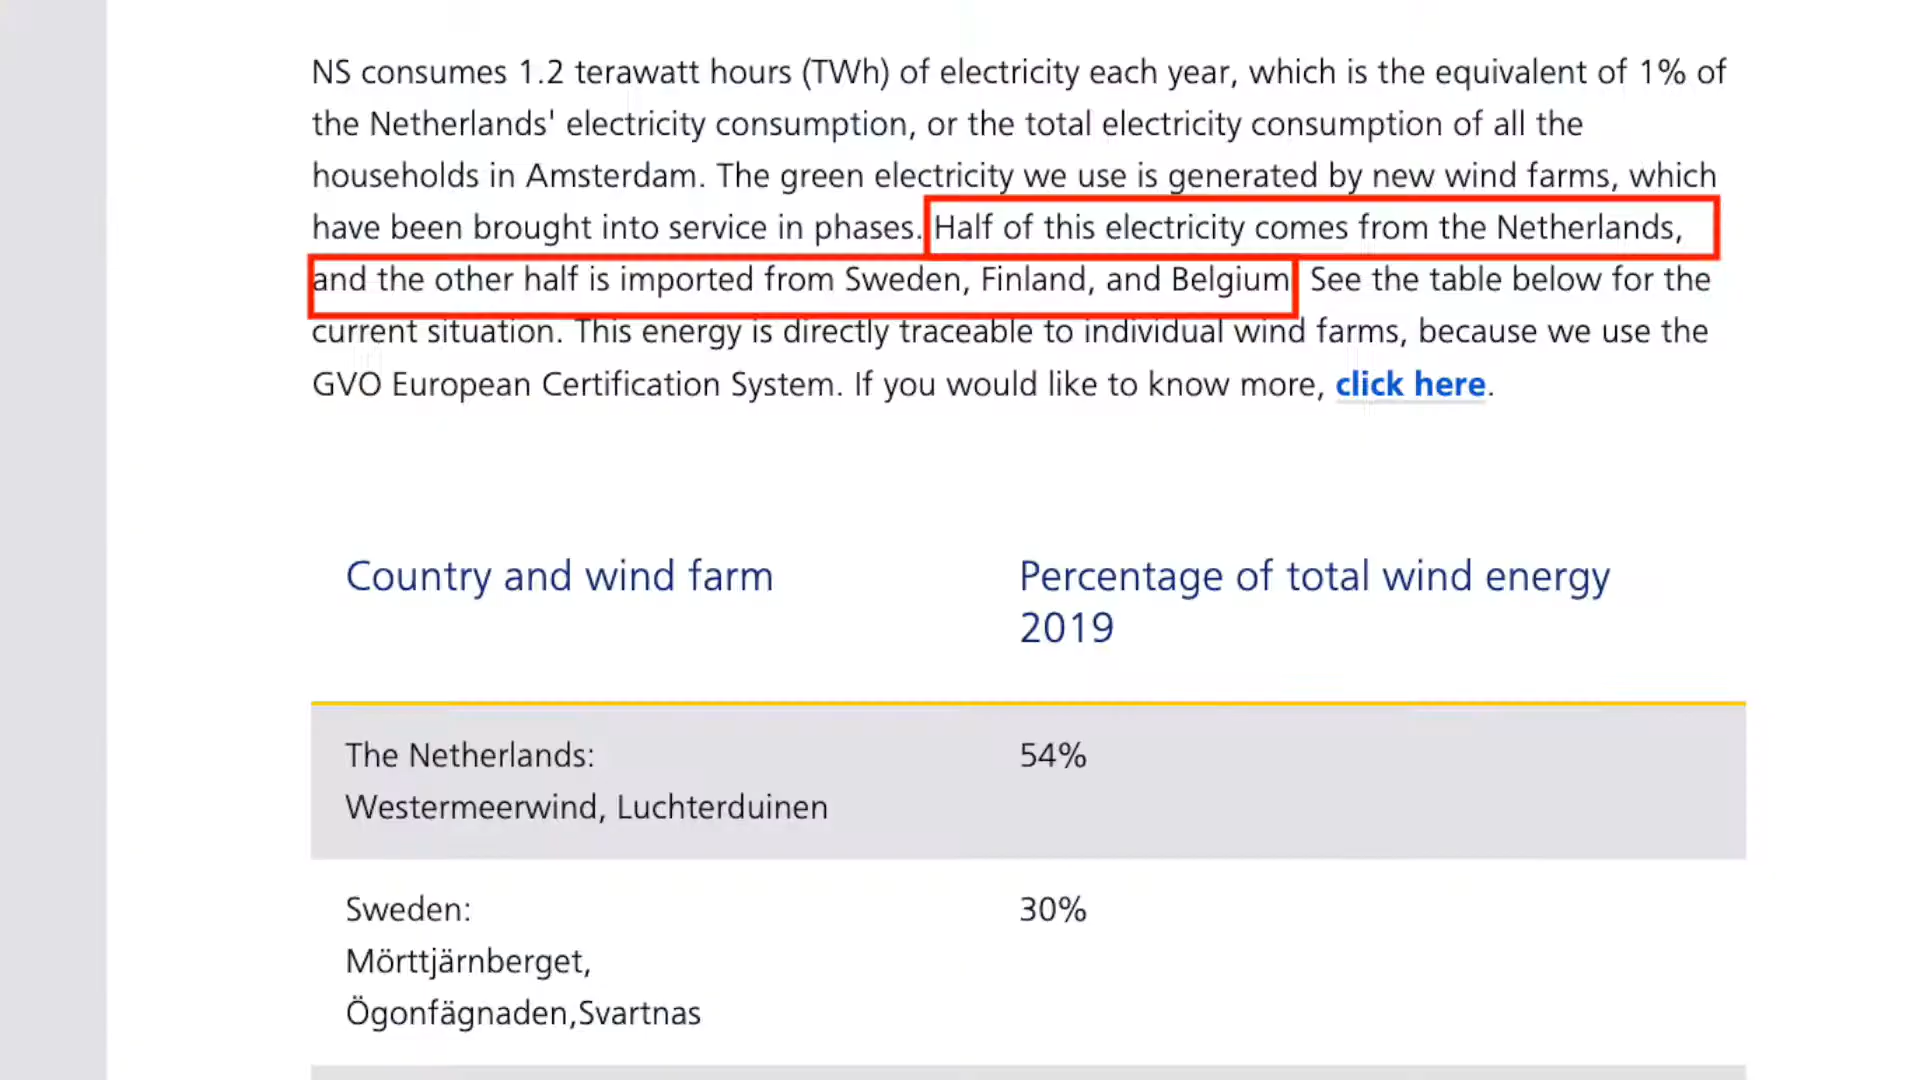 NS consumes 1.2 terawatt hours (TWh) of electricity each year, which is the equivalent of 1% of
the Netherlands' electricity consumption, or the total electricity consumption of all the
households in Amsterdam. The green electricity we use is generated by new wind farms, which
have been brought into service in phases. Half of this electricity comes from the Netherlands,
and the other half is imported from Sweden, Finland, and Belgium. See the table below for the
current situation. This energy is directly traceable to individual wind farms, because we use the
GVO European Certification System. If you would like to know more, click here.
Country and wind farm
Percentage of total wind energy
2019
The Netherlands:
Westermeerwind, Luchterduinen
54%
Sweden:
Mörttjärnberget,
Ögonfägnaden,Svartnas
30%